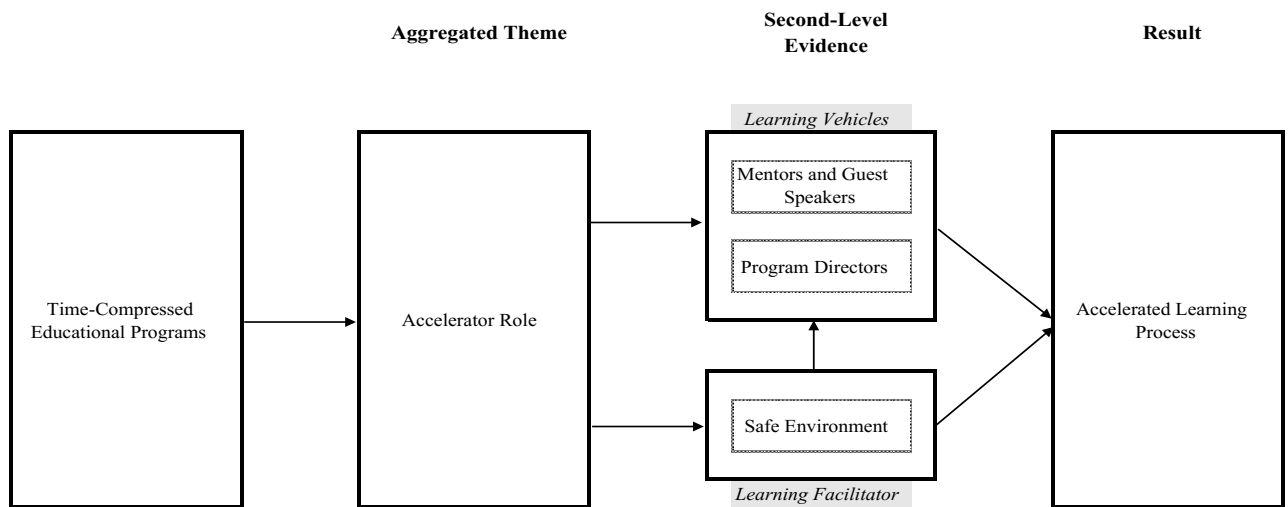 Aggregated Theme
Second-Level
Evidence
Result
Time-Compressed
Educational Programs
Accelerator Role
Learning Vehicles
Mentors and Guest
Speakers
Program Directors
Safe Environment
Learning Facilitator
Accelerated Learning
Process